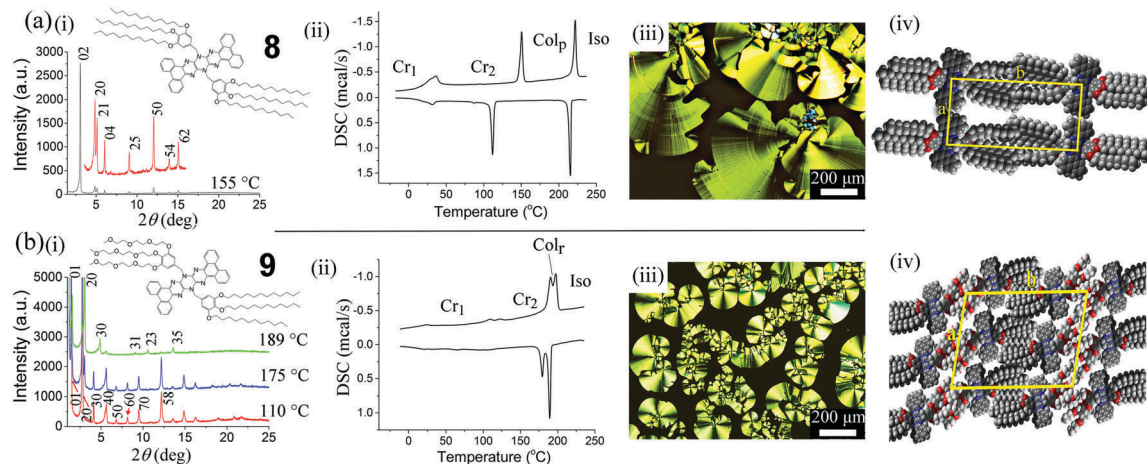 (a)
(i)
8
3000
2500
2000
1500
1000
500
0
Intensity (a.u.)
02
20
21
04
25
50
54
62
155 °C
5
10
15
20
25
2θ (deg)
(ii)
-1.5
-1.0
-0.5
0.0
0.5
1.0
1.5
DSC (mcal/s)
Cr1
Cr2
Colp
Iso
0
50
100
150
200
250
Temperature (°C)
(iii)
200 µm
(iv)
a
b
(b)
(i)
9
5000
4000
3000
2000
1000
0
Intensity (a.u.)
01
20
30
31
23
35
189 °C
175 °C
01
20
30
40
50
60
70
58
110 °C
5
10
15
20
25
2θ (deg)
(ii)
-1.0
-0.5
0.0
0.5
1.0
DSC (mcal/s)
Cr1
Cr2
Colr
Iso
0
50
100
150
200
Temperature (°C)
(iii)
200 µm
(iv)
a
b